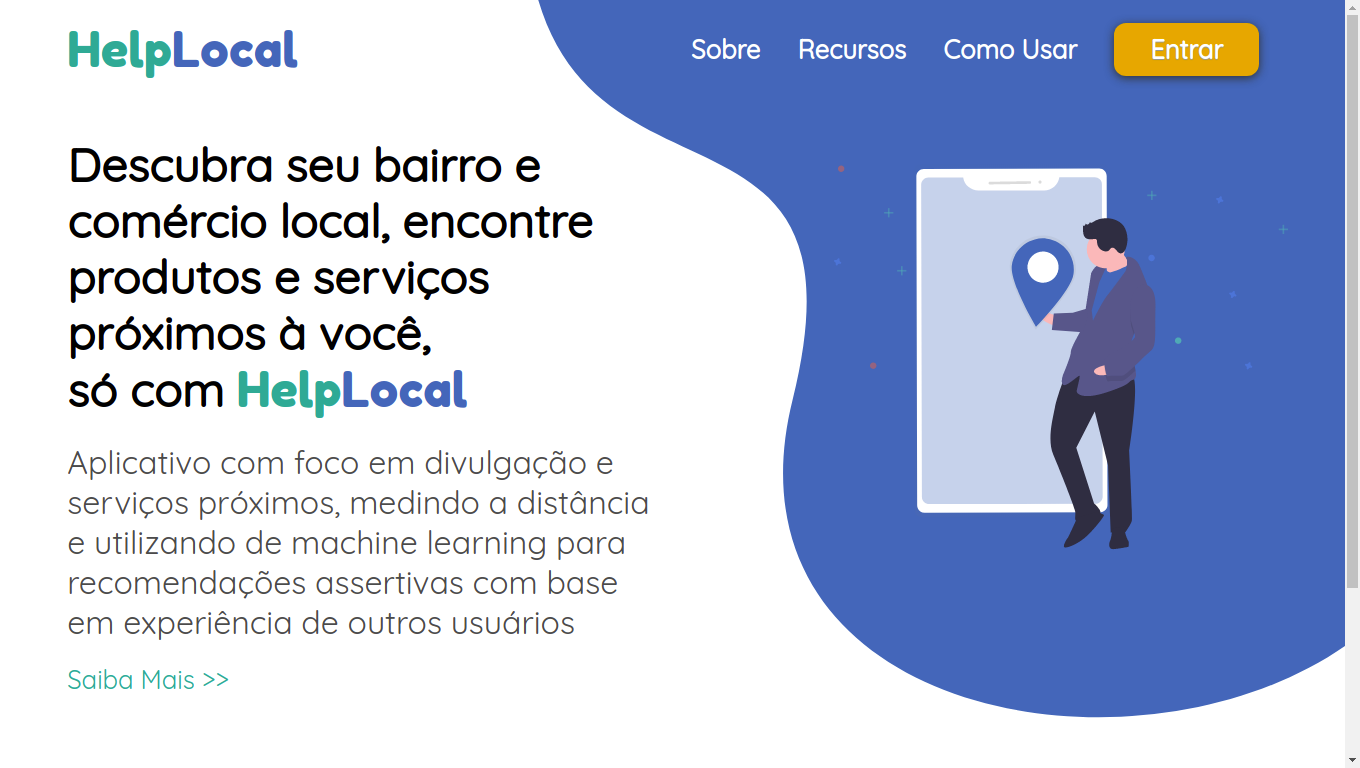 HelpLocal
Sobre Recursos Como Usar Entrar
Descubra seu bairro e
comércio local, encontre
produtos e serviços
próximos à você,
só com HelpLocal
Aplicativo com foco em divulgação e
serviços próximos, medindo a distância
e utilizando de machine learning para
recomendações assertivas com base
em experiência de outros usuários
Saiba Mais >>